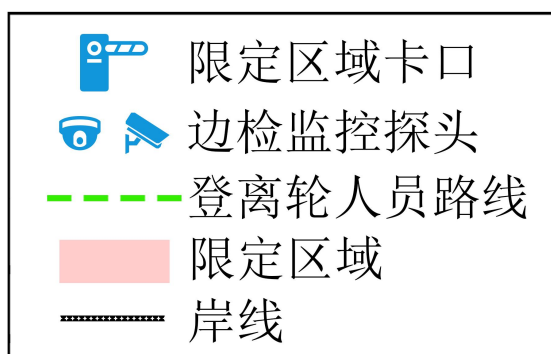 限定区域卡口
边检监控探头
登离轮人员路线
限定区域
岸线